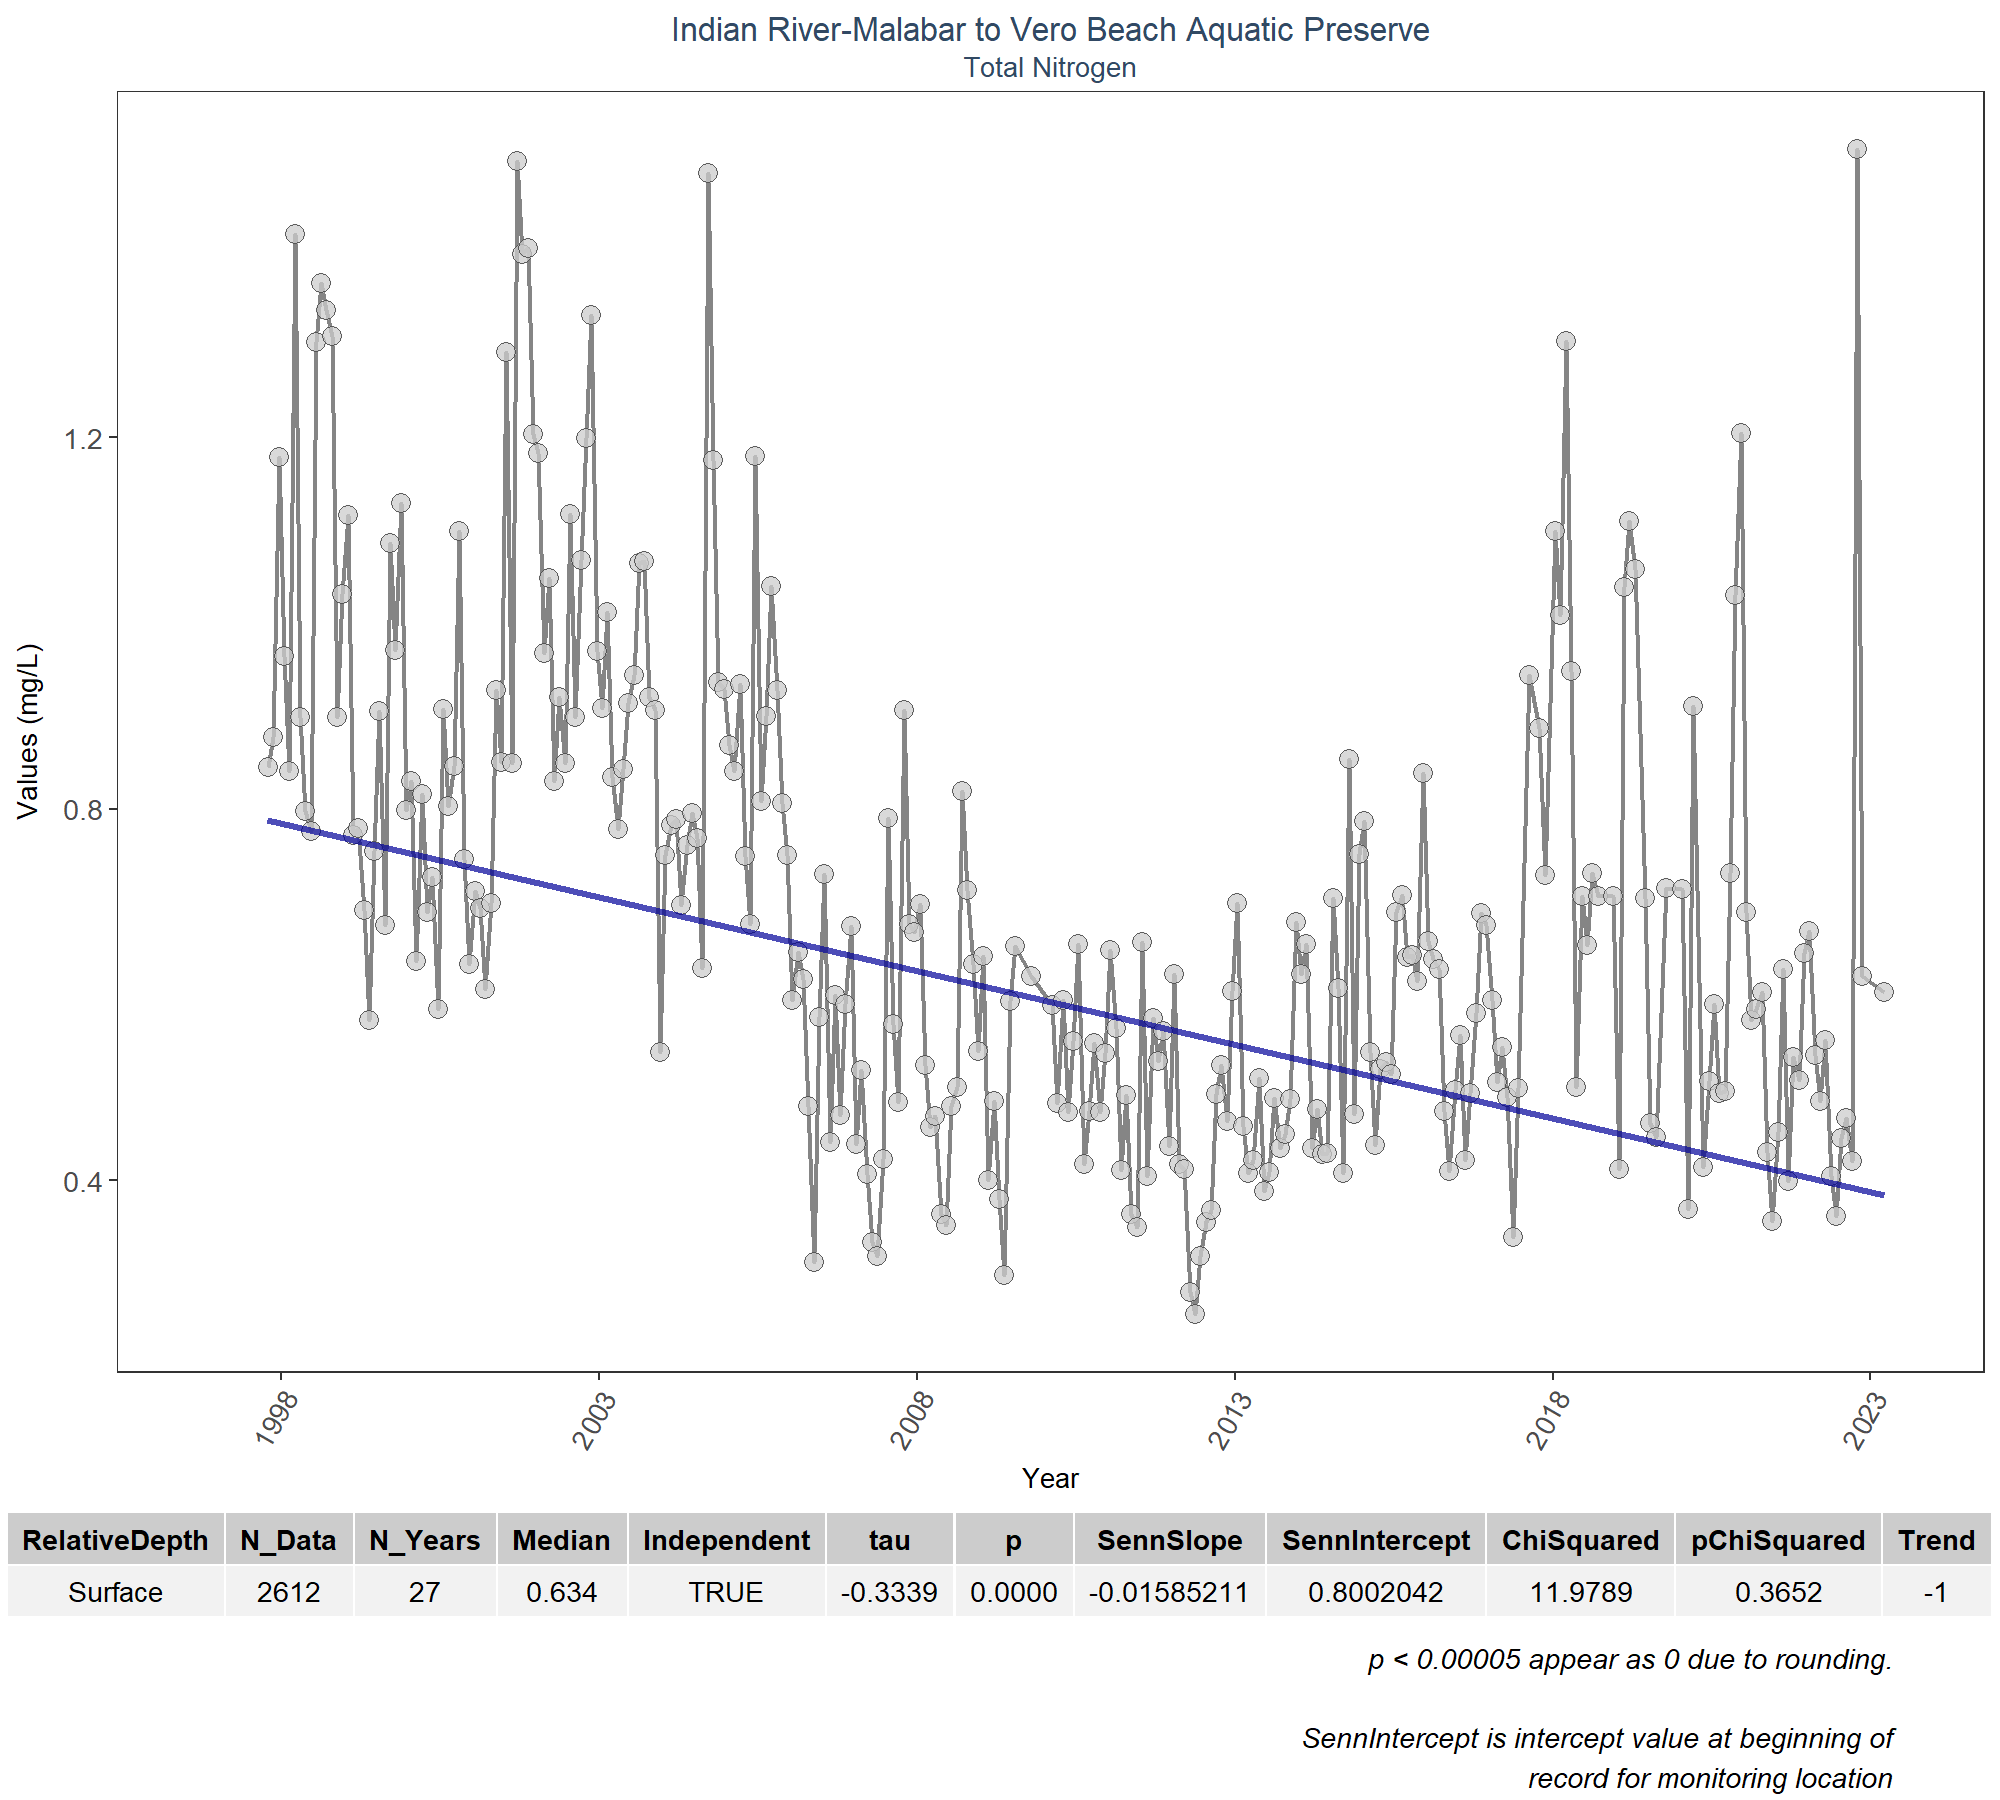 Indian River-Malabar to Vero Beach Aquatic Preserve
Total Nitrogen
Values (mg/L)
1.2
0.8
0.4
1998
2003
2008
2013
2018
2023
Year
RelativeDepth N_Data N_Years Median Independent tau p SennSlope SennIntercept ChiSquared pChiSquared Trend
Surface 2612 27 0.634 TRUE -0.3339 0.0000 -0.01585211 0.8002042 11.9789 0.3652 -1
p < 0.00005 appear as 0 due to rounding.
SennIntercept is intercept value at beginning of
record for monitoring location